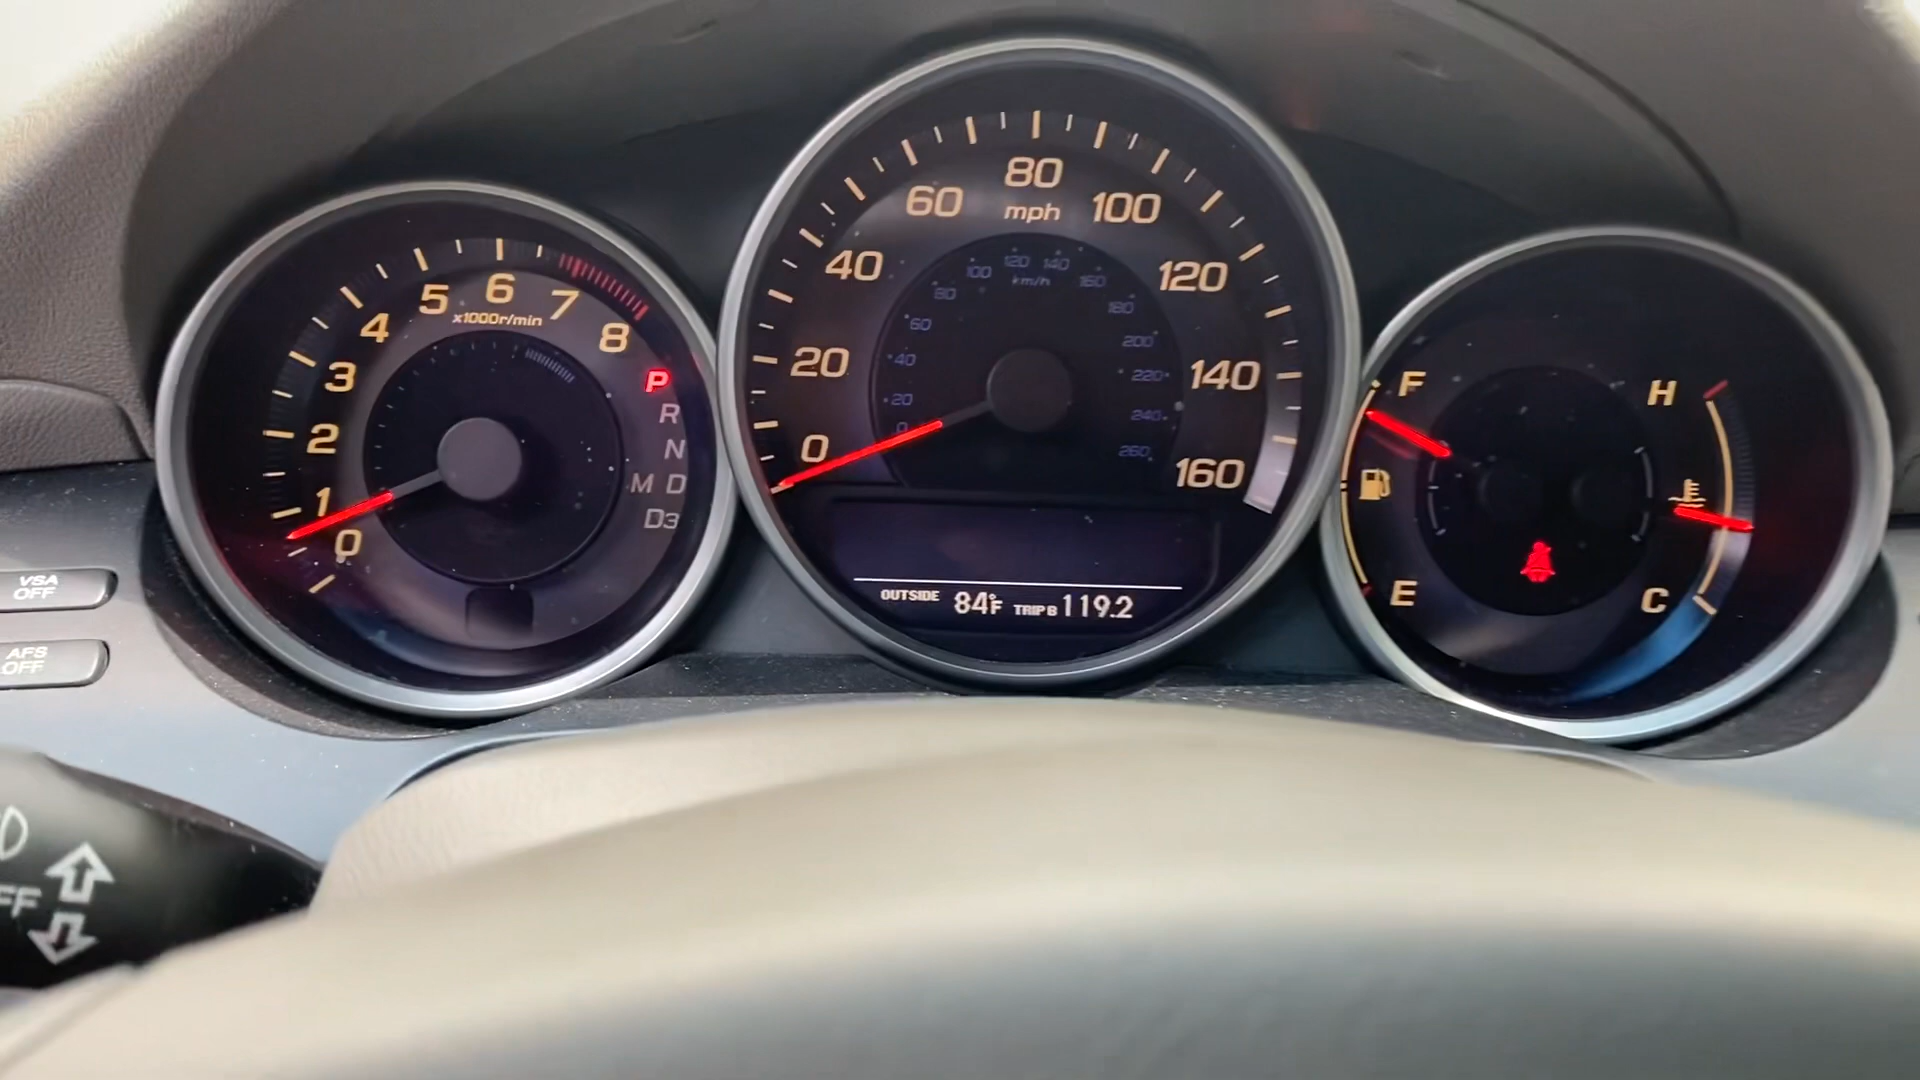 5 6 7
x1000r/min
4 8
3
2
1
0
P
R
N
M D
D3
80
mph
60 100
40 120
20 140
0 160
100 120 140 160
km/h
80 180
60 200
40 220
20 240
0 260
OUTSIDE 84°F TRIP B 119.2
F
E
H
C
VSA
OFF
AFS
OFF
FF